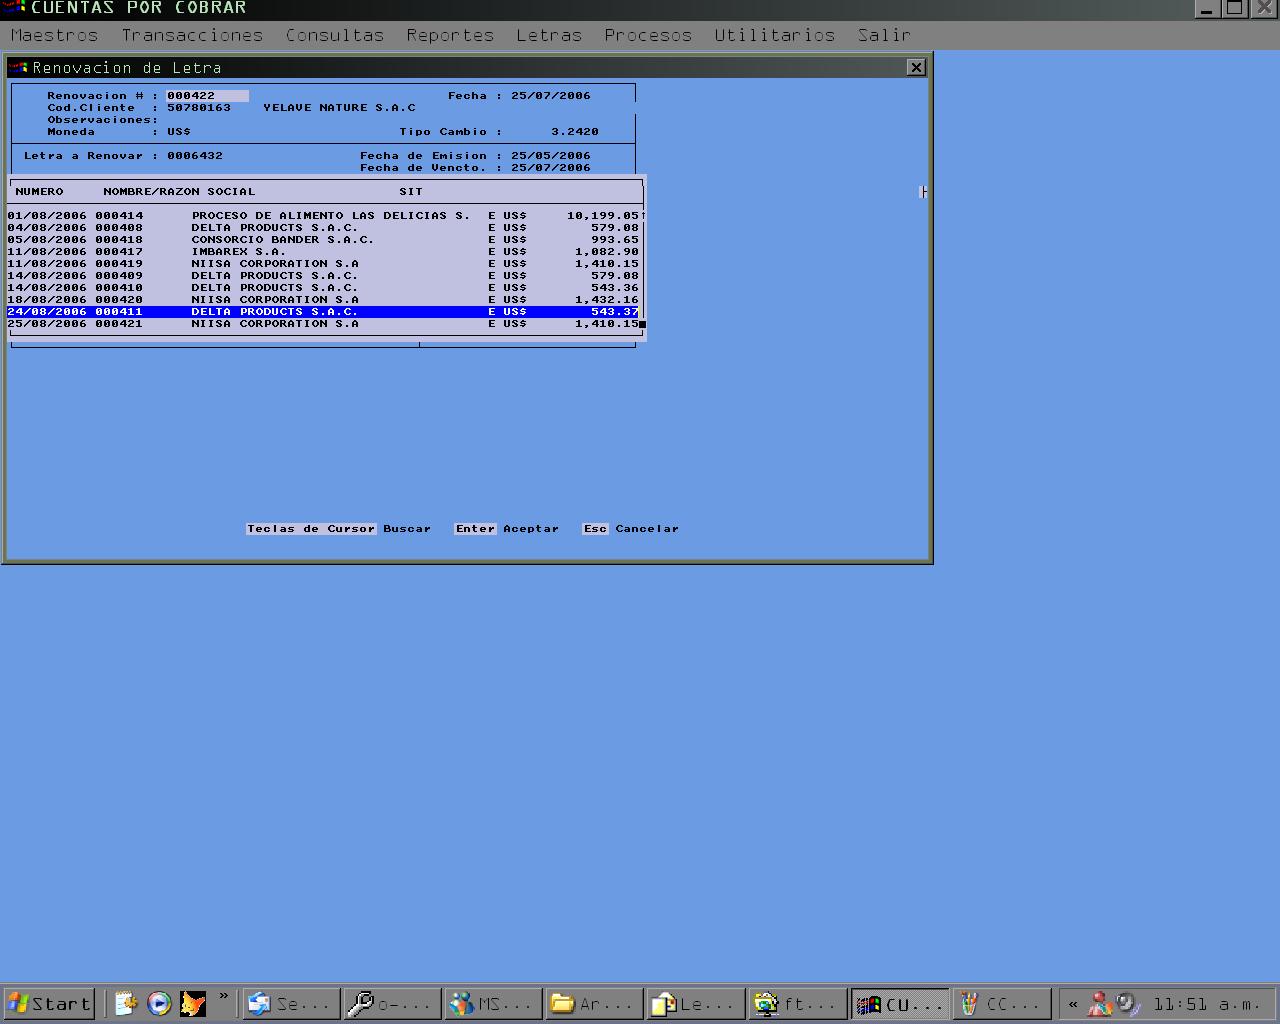 CUENTAS POR COBRAR
Maestros Transacciones Consultas Reportes Letras Procesos Utilitarios Salir
Renovacion de Letra
Renovacion # : 000422 Fecha : 25/07/2006
Cod.Cliente : 50780163 YELAVE NATURE S.A.C
Observaciones:
Moneda : US$ Tipo Cambio : 3.2420
Letra a Renovar : 0006432 Fecha de Emision : 25/05/2006
Fecha de Vencto. : 25/07/2006
NUMERO NOMBRE/RAZON SOCIAL SIT
01/08/2006 000414 PROCESO DE ALIMENTO LAS DELICIAS S. E US$ 10,199.05
04/08/2006 000408 DELTA PRODUCTS S.A.C. E US$ 579.08
05/08/2006 000418 CONSORCIO BANDER S.A.C. E US$ 993.65
11/08/2006 000417 IMBAREX S.A. E US$ 1,082.90
11/08/2006 000419 NIISA CORPORATION S.A E US$ 1,410.15
14/08/2006 000409 DELTA PRODUCTS S.A.C. E US$ 579.08
14/08/2006 000410 DELTA PRODUCTS S.A.C. E US$ 543.36
18/08/2006 000420 NIISA CORPORATION S.A E US$ 1,432.16
24/08/2006 000411 DELTA PRODUCTS S.A.C. E US$ 543.37
25/08/2006 000421 NIISA CORPORATION S.A E US$ 1,410.15
Teclas de Cursor Buscar Enter Aceptar Esc Cancelar
Start » Se... o-... MS... Ar... Le... ft... CU... CC... « 11:51 a.m.